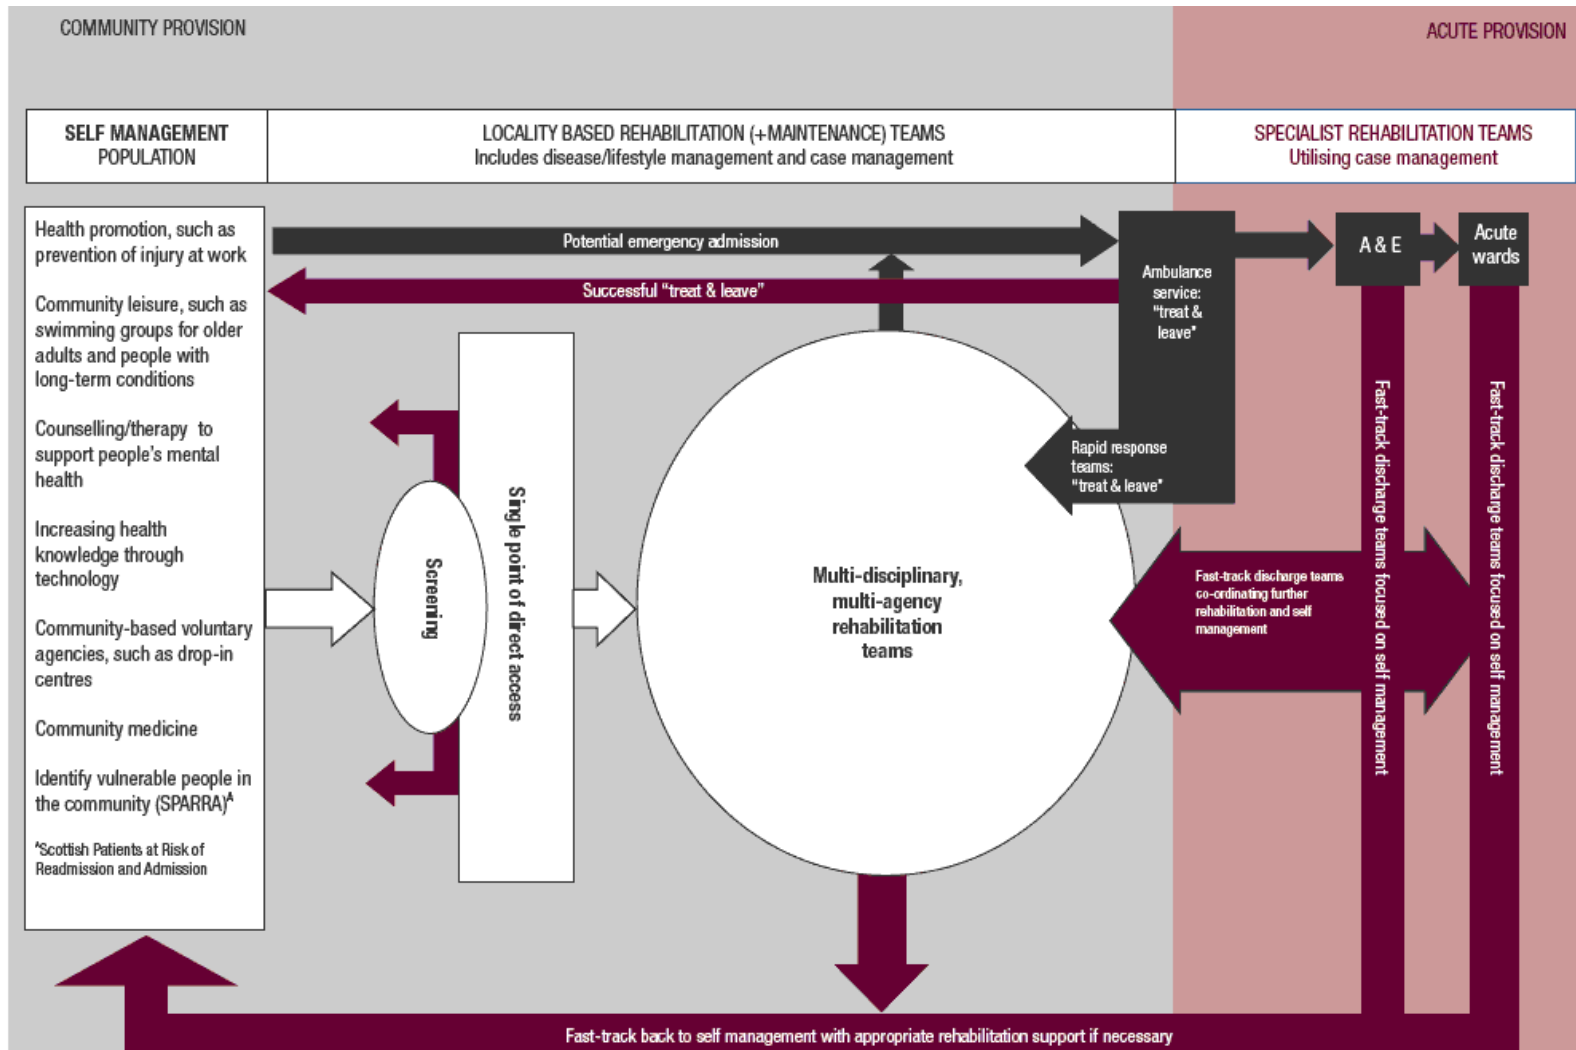 COMMUNITY PROVISION
ACUTE PROVISION
SELF MANAGEMENT
POPULATION
LOCALITY BASED REHABILITATION (+MAINTENANCE) TEAMS
Includes disease/lifestyle management and case management
SPECIALIST REHABILITATION TEAMS
Utilising case management
Health promotion, such as
prevention of injury at work
Community leisure, such as
swimming groups for older
adults and people with
long-term conditions
Counselling/therapy to
support people's mental
health
Increasing health
knowledge through
technology
Community-based voluntary
agencies, such as drop-in
centres
Community medicine
Identify vulnerable people in
the community (SPARRA)ᴬ
ᴬScottish Patients at Risk of
Readmission and Admission
Potential emergency admission
Successful "treat & leave"
Screening
Single point of direct access
Multi-disciplinary,
multi-agency
rehabilitation
teams
Ambulance
service:
"treat &
leave"
Rapid response
teams:
"treat & leave"
A & E
Acute
wards
Fast-track discharge teams
co-ordinating further
rehabilitation and self
management
Fast-track discharge teams focused on self management
Fast-track discharge teams focused on self management
Fast-track back to self management with appropriate rehabilitation support if necessary